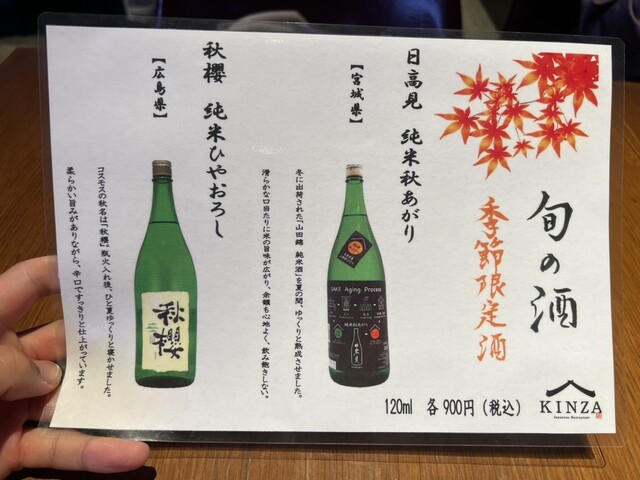 旬の酒
季節限定酒
日高見 純米秋あがり
【宮城県】
冬に出荷された「山田錦 純米酒」を夏の間、ゆっくりと熟成させました。
滑らかな口当たりに米の旨味が広がり、余韻も心地よく、飲み飽きしない。
SAKE Aging Process
秋櫻 純米ひやおろし
【広島県】
コスモスの秋名は「秋櫻」。瓶火入れ後、ひと夏ゆっくりと寝かせました。
柔らかい旨みがありながら、辛口ですっきりと仕上がっています。
秋櫻
120ml 各900円(税込)
KINZA
Japanese Restaurant